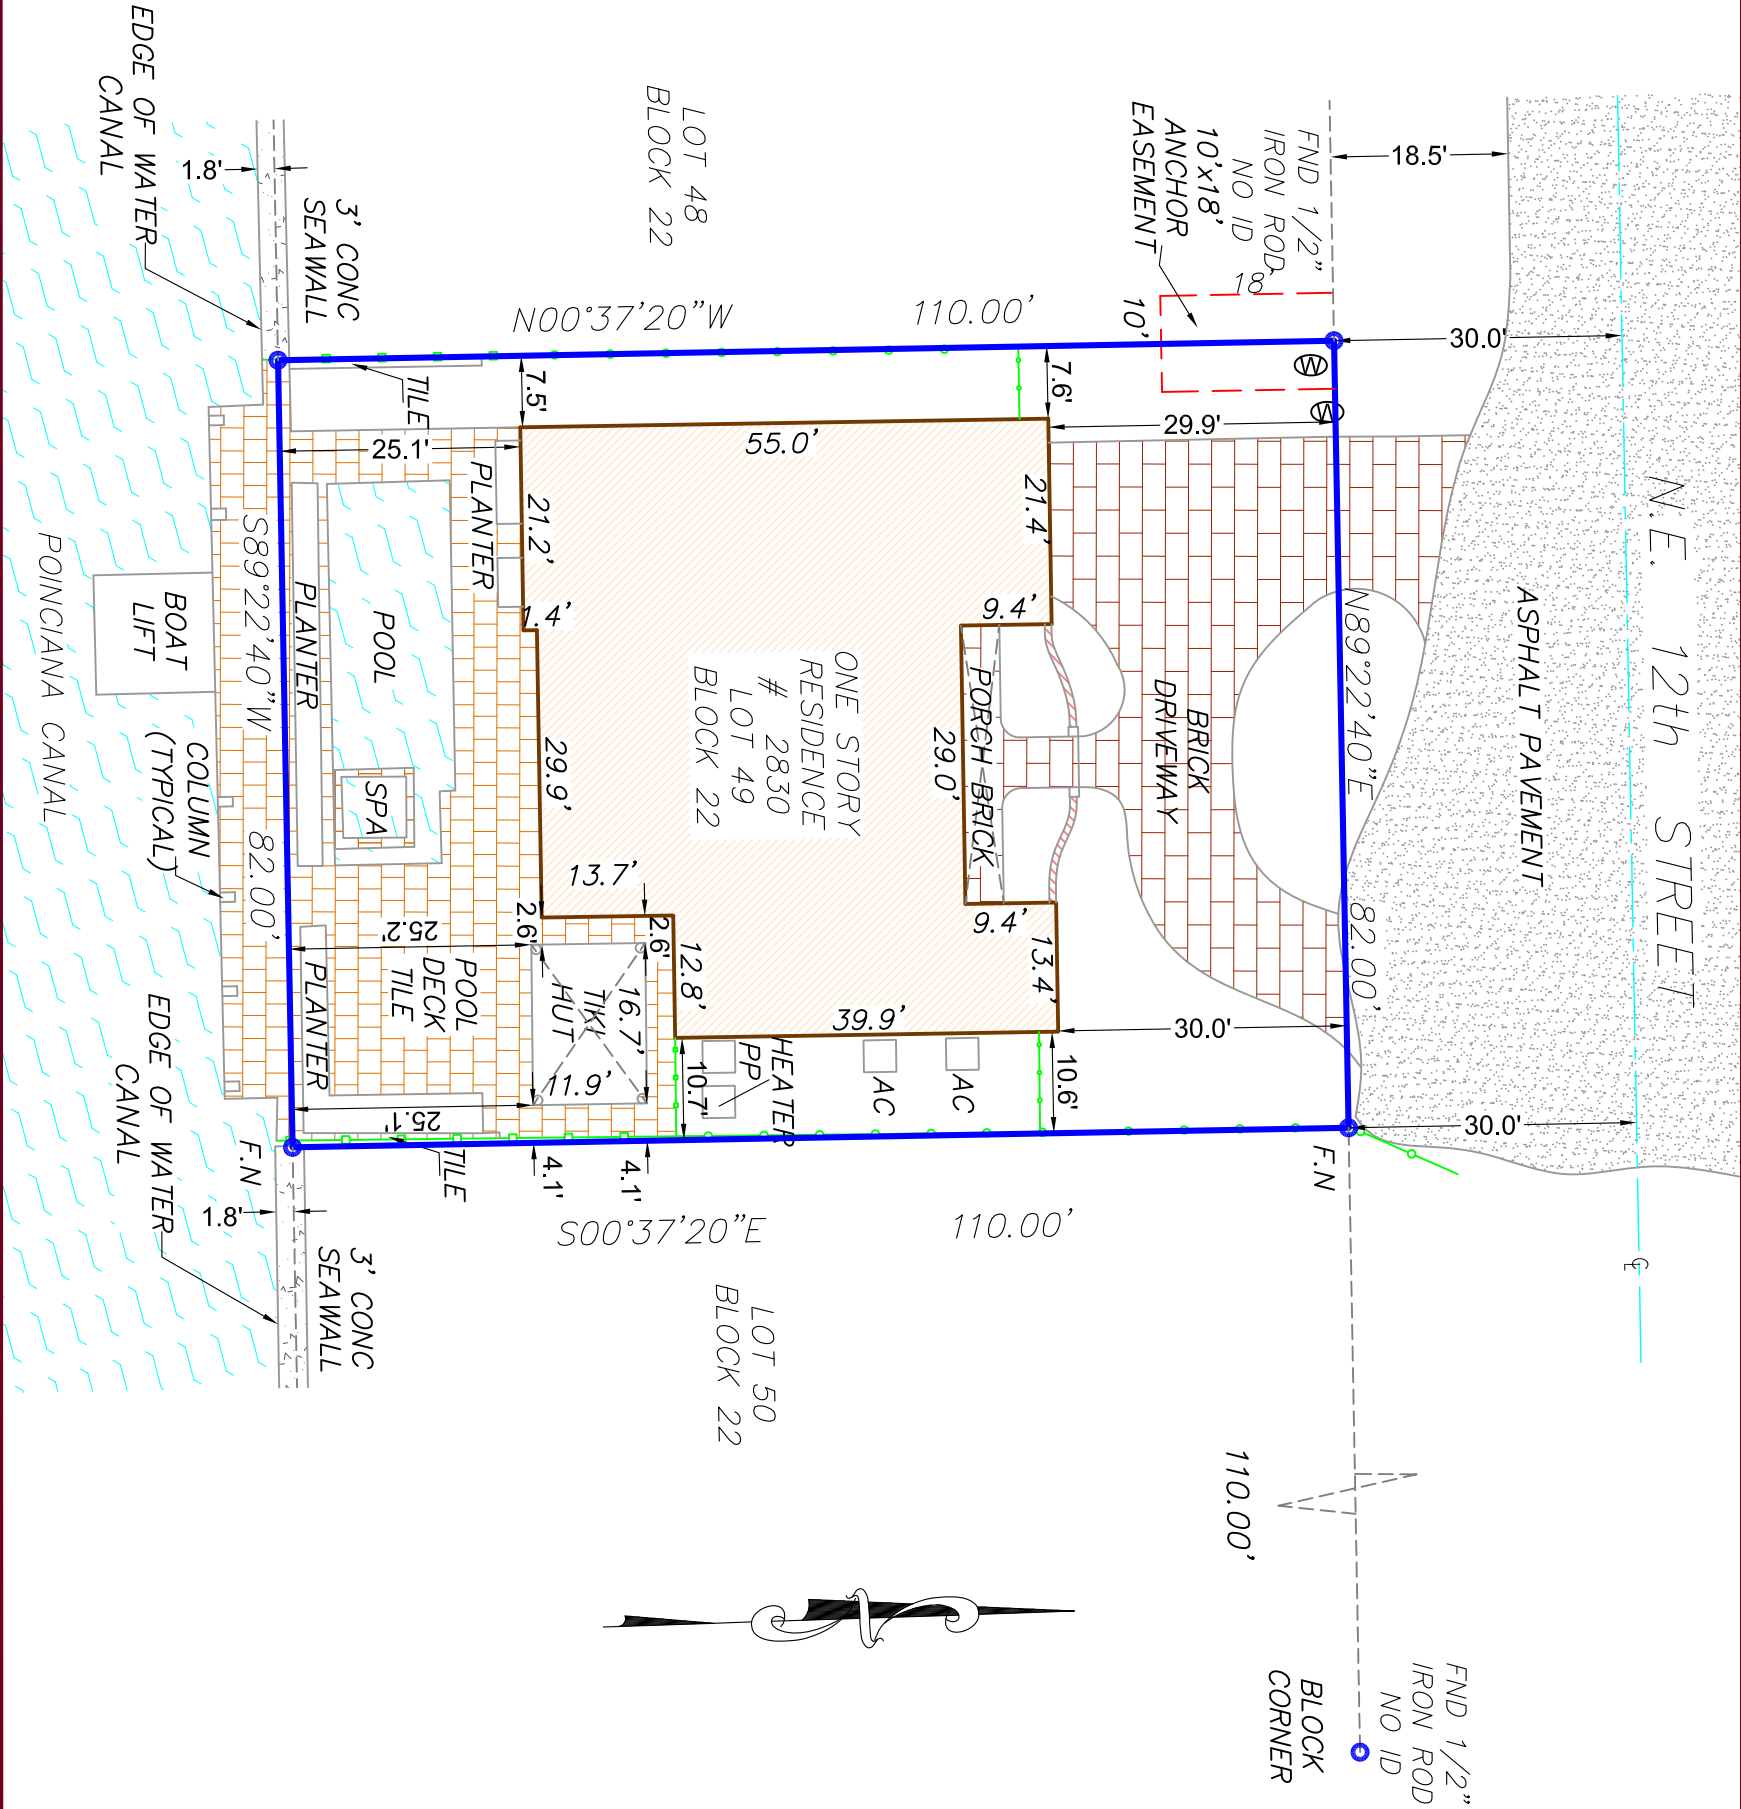 N.E. 12th STREET
ASPHALT PAVEMENT
18.5'
30.0'
30.0'
℄
FND 1/2"
IRON ROD
NO ID
18'
10'
10'x18'
ANCHOR
EASEMENT
W
W
N89°22'40"E 82.00'
F.N
110.00'
FND 1/2"
IRON ROD
NO ID
BLOCK
CORNER
LOT 48
BLOCK 22
N00°37'20"W 110.00'
7.6'
29.9'
BRICK
DRIVEWAY
30.0'
10.6'
21.4'
9.4'
PORCH-BRICK
29.0'
9.4'
13.4'
55.0'
ONE STORY
RESIDENCE
# 2830
LOT 49
BLOCK 22
39.9'
AC
AC
HEATER
PP
10.7'
7.5'
21.2'
1.4'
29.9'
13.7'
12.8'
2.6'
2.6'
16.7'
TIKI
HUT
11.9'
4.1'
4.1'
S00°37'20"E 110.00'
LOT 50
BLOCK 22
25.1'
TILE
PLANTER
POOL
SPA
PLANTER
25.2'
POOL
DECK
TILE
PLANTER
25.1'
TILE
S89°22'40"W 82.00'
F.N
3' CONC
SEAWALL
1.8'
EDGE OF WATER
CANAL
BOAT
LIFT
COLUMN
(TYPICAL)
POINCIANA CANAL
EDGE OF WATER
CANAL
1.8'
3' CONC
SEAWALL
N